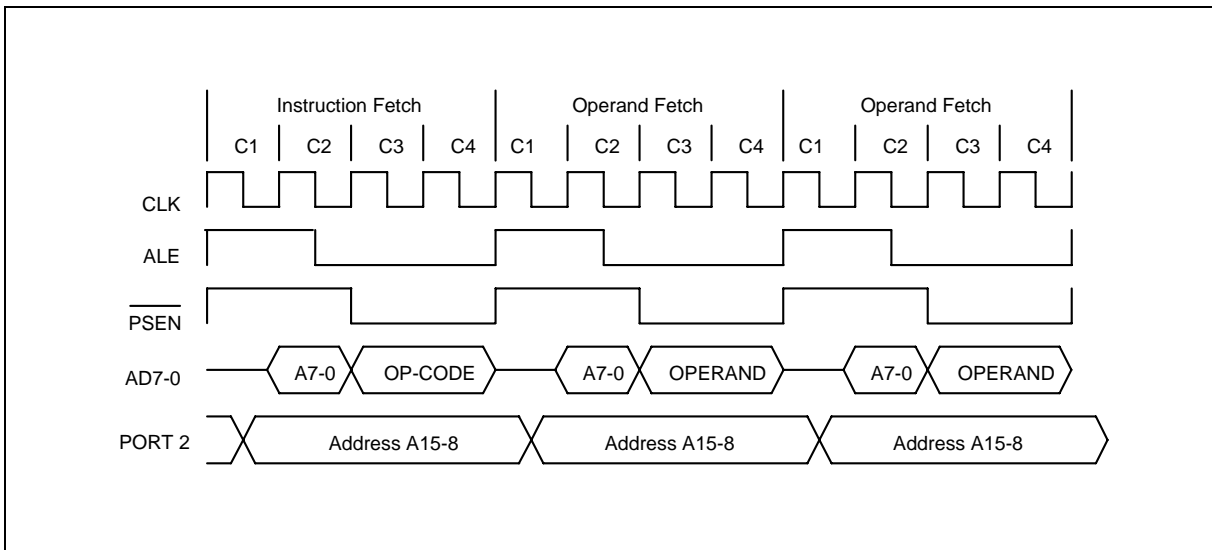 Instruction Fetch Operand Fetch Operand Fetch
C1 C2 C3 C4 C1 C2 C3 C4 C1 C2 C3 C4
CLK
ALE
PSEN
AD7-0 A7-0 OP-CODE A7-0 OPERAND A7-0 OPERAND
PORT 2 Address A15-8 Address A15-8 Address A15-8